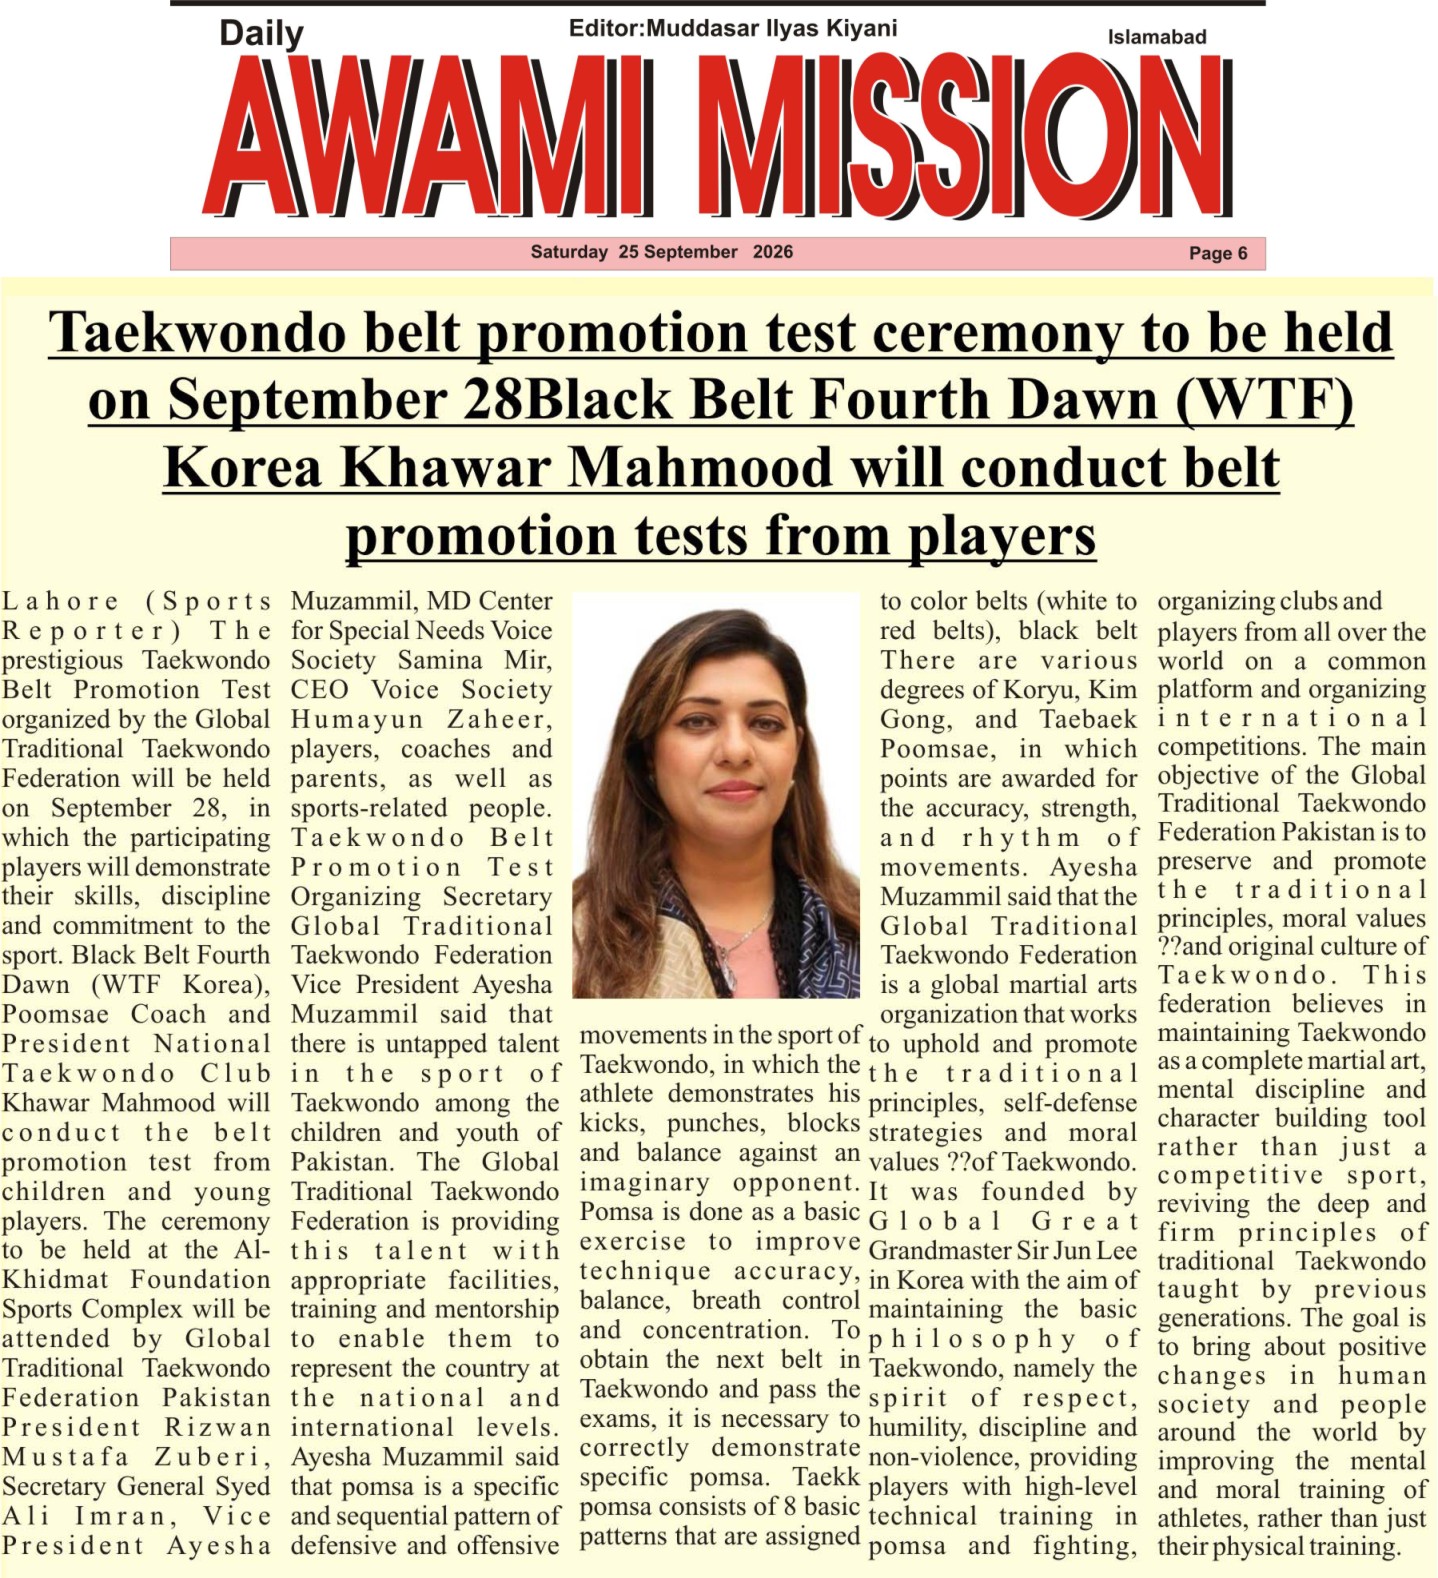 Daily
Editor:Muddasar Ilyas Kiyani
Islamabad
AWAMI MISSION
Saturday 25 September 2026
Page 6
Taekwondo belt promotion test ceremony to be held
on September 28Black Belt Fourth Dawn (WTF)
Korea Khawar Mahmood will conduct belt
promotion tests from players
Lahore (Sports
Reporter) The
prestigious Taekwondo
Belt Promotion Test
organized by the Global
Traditional Taekwondo
Federation will be held
on September 28, in
which the participating
players will demonstrate
their skills, discipline
and commitment to the
sport. Black Belt Fourth
Dawn (WTF Korea),
Poomsae Coach and
President National
Taekwondo Club
Khawar Mahmood will
conduct the belt
promotion test from
children and young
players. The ceremony
to be held at the Al-
Khidmat Foundation
Sports Complex will be
attended by Global
Traditional Taekwondo
Federation Pakistan
President Rizwan
Mustafa Zuberi,
Secretary General Syed
Ali Imran, Vice
President Ayesha
Muzammil, MD Center
for Special Needs Voice
Society Samina Mir,
CEO Voice Society
Humayun Zaheer,
players, coaches and
parents, as well as
sports-related people.
Taekwondo Belt
Promotion Test
Organizing Secretary
Global Traditional
Taekwondo Federation
Vice President Ayesha
Muzammil said that
there is untapped talent
in the sport of
Taekwondo among the
children and youth of
Pakistan. The Global
Traditional Taekwondo
Federation is providing
this talent with
appropriate facilities,
training and mentorship
to enable them to
represent the country at
the national and
international levels.
Ayesha Muzammil said
that pomsa is a specific
and sequential pattern of
defensive and offensive
movements in the sport of
Taekwondo, in which the
athlete demonstrates his
kicks, punches, blocks
and balance against an
imaginary opponent.
Pomsa is done as a basic
exercise to improve
technique accuracy,
balance, breath control
and concentration. To
obtain the next belt in
Taekwondo and pass the
exams, it is necessary to
correctly demonstrate
specific pomsa. Taekk
pomsa consists of 8 basic
patterns that are assigned
to color belts (white to
red belts), black belt
There are various
degrees of Koryu, Kim
Gong, and Taebaek
Poomsae, in which
points are awarded for
the accuracy, strength,
and rhythm of
movements. Ayesha
Muzammil said that the
Global Traditional
Taekwondo Federation
is a global martial arts
organization that works
to uphold and promote
the traditional
principles, self-defense
strategies and moral
values ??of Taekwondo.
It was founded by
Global Great
Grandmaster Sir Jun Lee
in Korea with the aim of
maintaining the basic
philosophy of
Taekwondo, namely the
spirit of respect,
humility, discipline and
non-violence, providing
players with high-level
technical training in
pomsa and fighting,
organizing clubs and
players from all over the
world on a common
platform and organizing
international
competitions. The main
objective of the Global
Traditional Taekwondo
Federation Pakistan is to
preserve and promote
the traditional
principles, moral values
??and original culture of
Taekwondo. This
federation believes in
maintaining Taekwondo
as a complete martial art,
mental discipline and
character building tool
rather than just a
competitive sport,
reviving the deep and
firm principles of
traditional Taekwondo
taught by previous
generations. The goal is
to bring about positive
changes in human
society and people
around the world by
improving the mental
and moral training of
athletes, rather than just
their physical training.